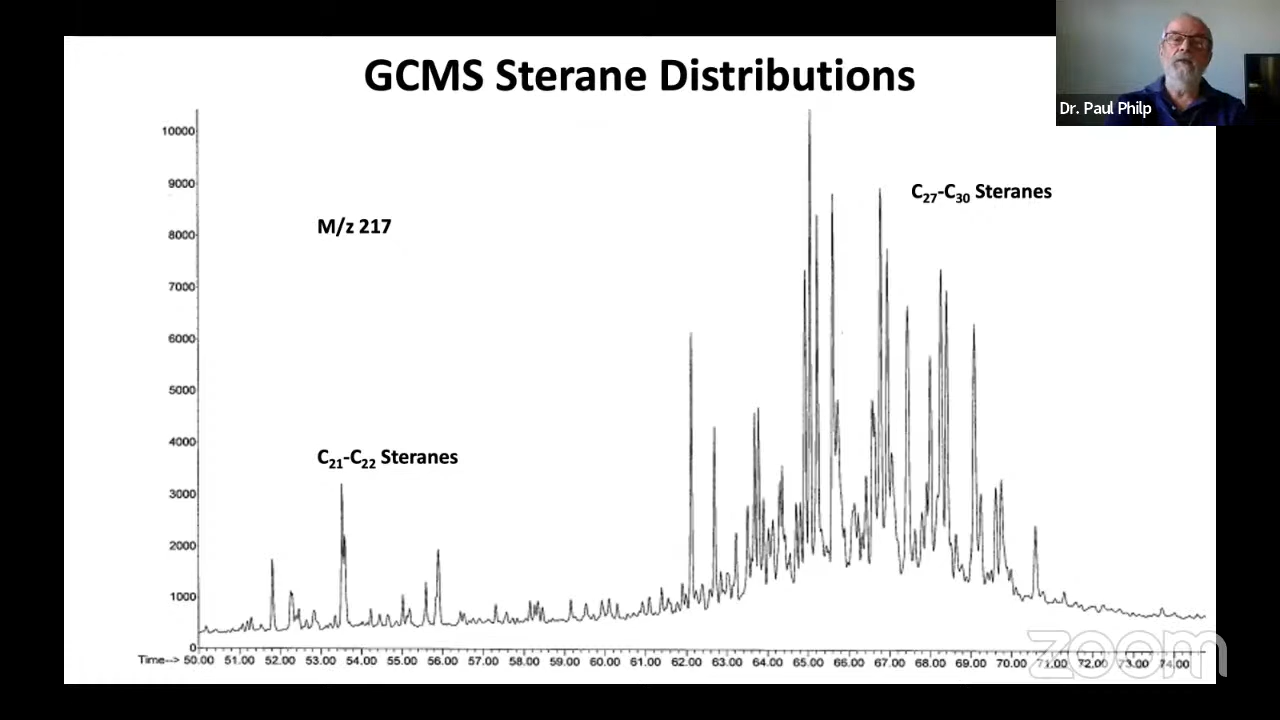 GCMS Sterane Distributions
Dr. Paul Philp
10000
9000
C27-C30 Steranes
M/z 217
8000
7000
6000
5000
4000
C21-C22 Steranes
3000
2000
1000
0
Time--> 50.00 51.00 52.00 53.00 54.00 55.00 56.00 57.00 58.00 59.00 60.00 61.00 62.00 63.00 64.00 65.00 66.00 67.00 68.00 69.00 70.00 71.00 72.00 73.00 74.00
zoom